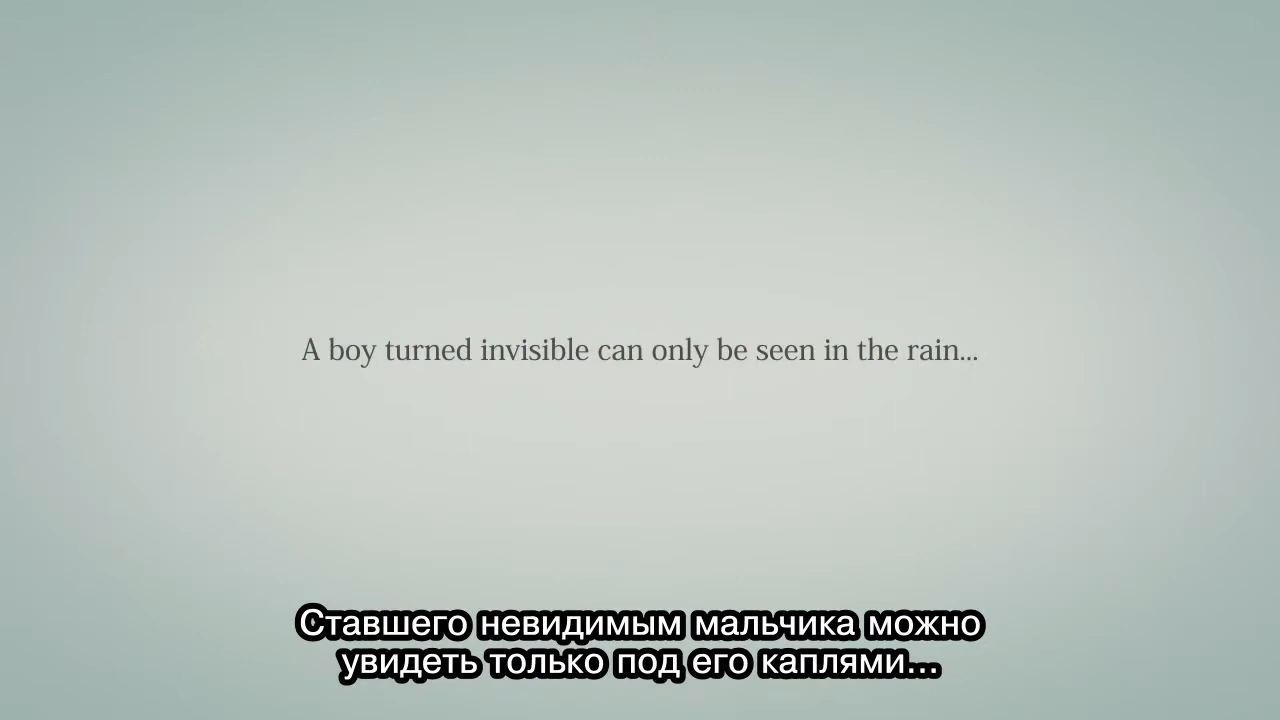 A boy turned invisible can only be seen in the rain...
Ставшего невидимым мальчика можно
увидеть только под его каплями...